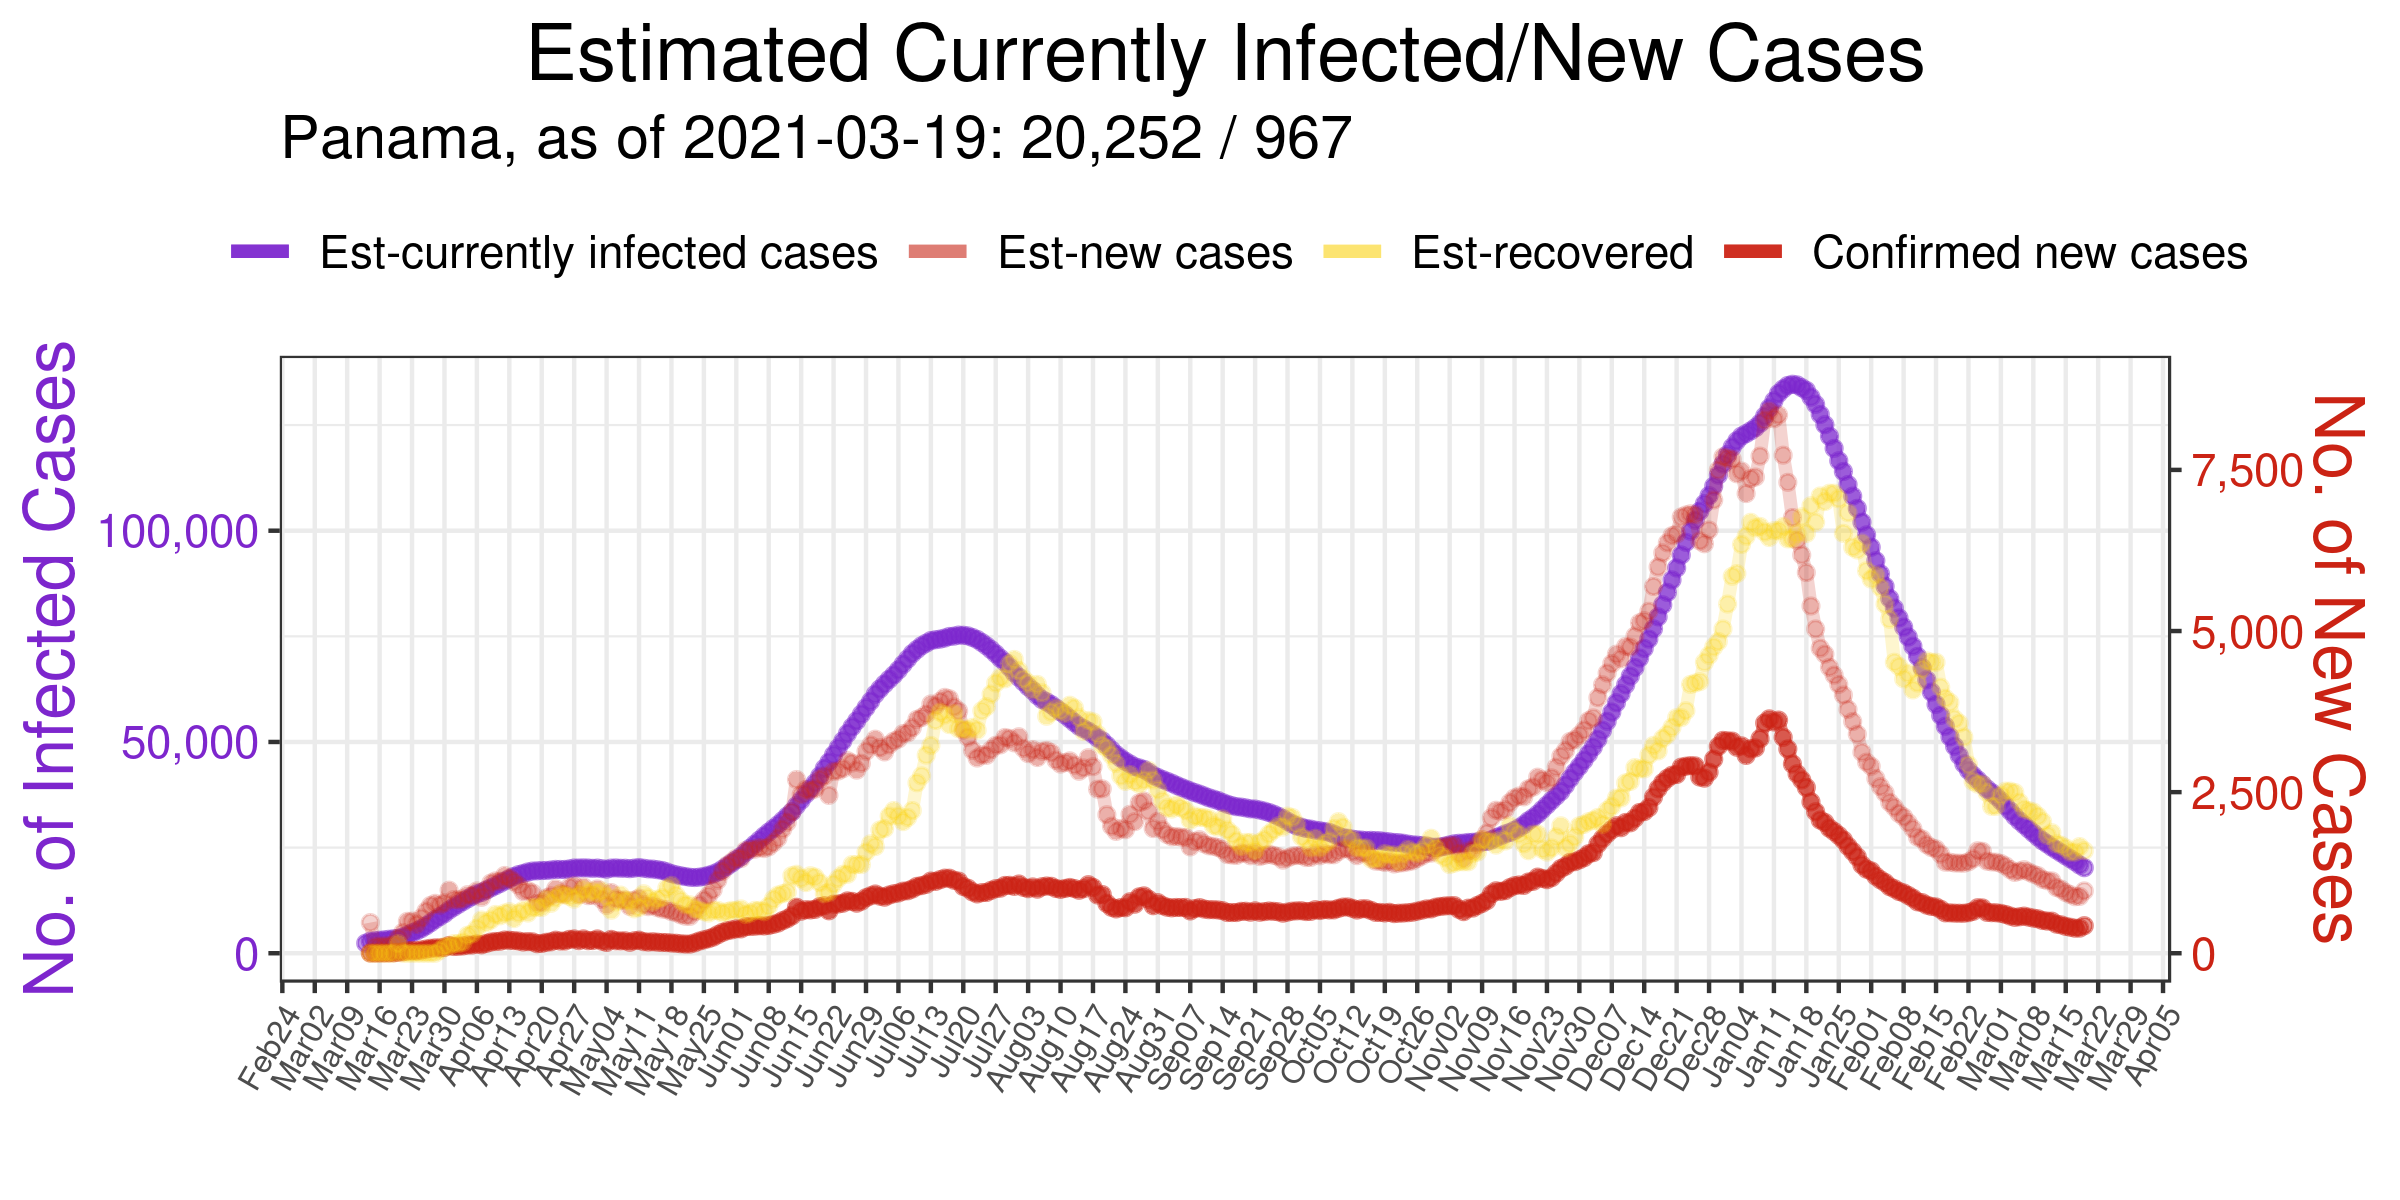 Estimated Currently Infected/New Cases
Panama, as of 2021-03-19: 20,252 / 967
Est-currently infected cases Est-new cases Est-recovered Confirmed new cases
No. of Infected Cases
100,000
50,000
0
7,500
5,000
2,500
0
No. of New Cases
Feb24 Mar02 Mar09 Mar16 Mar23 Mar30 Apr06 Apr13 Apr20 Apr27 May04 May11 May18 May25 Jun01 Jun08 Jun15 Jun22 Jun29 Jul06 Jul13 Jul20 Jul27 Aug03 Aug10 Aug17 Aug24 Aug31 Sep07 Sep14 Sep21 Sep28 Oct05 Oct12 Oct19 Oct26 Nov02 Nov09 Nov16 Nov23 Nov30 Dec07 Dec14 Dec21 Dec28 Jan04 Jan11 Jan18 Jan25 Feb01 Feb08 Feb15 Feb22 Mar01 Mar08 Mar15 Mar22 Mar29 Apr05